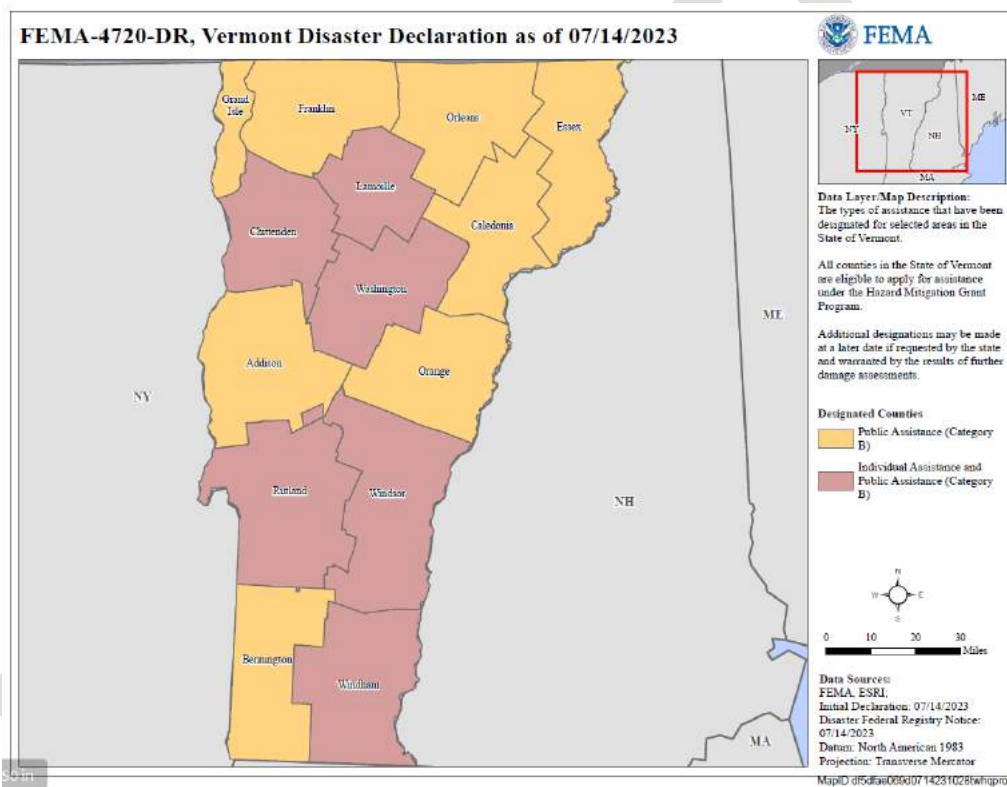 FEMA-4720-DR, Vermont Disaster Declaration as of 07/14/2023
FEMA
Grand
Isle
Franklin
Orleans
Essex
Lamoille
Chittenden
Caledonia
Washington
Addison
Orange
Rutland
Windsor
Bennington
Windham
NY
NH
ME
MA
NY
VT
NH
ME
MA
Data Layer/Map Description:
The types of assistance that have been
designated for selected areas in the
State of Vermont.
All counties in the State of Vermont
are eligible to apply for assistance
under the Hazard Mitigation Grant
Program.
Additional designations may be made
at a later date if requested by the state
and warranted by the results of further
damage assessments.
Designated Counties
Public Assistance (Category
B)
Individual Assistance and
Public Assistance (Category
B)
N
W E
S
0 10 20 30
Miles
Data Sources:
FEMA, ESRI;
Initial Declaration: 07/14/2023
Disaster Federal Registry Notice:
07/14/2023
Datum: North American 1983
Projection: Transverse Mercator
MapID